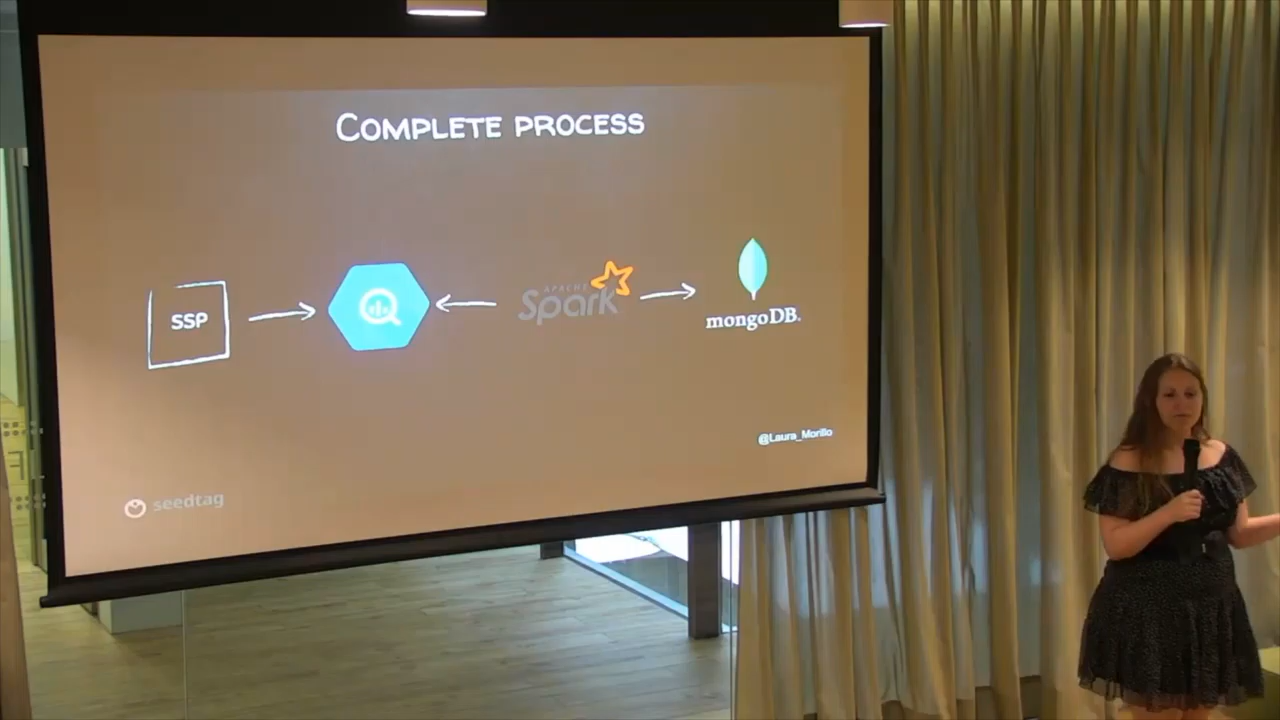 COMPLETE PROCESS
SSP
APACHE
Spark
mongoDB.
@Laura_Morillo
seedtag